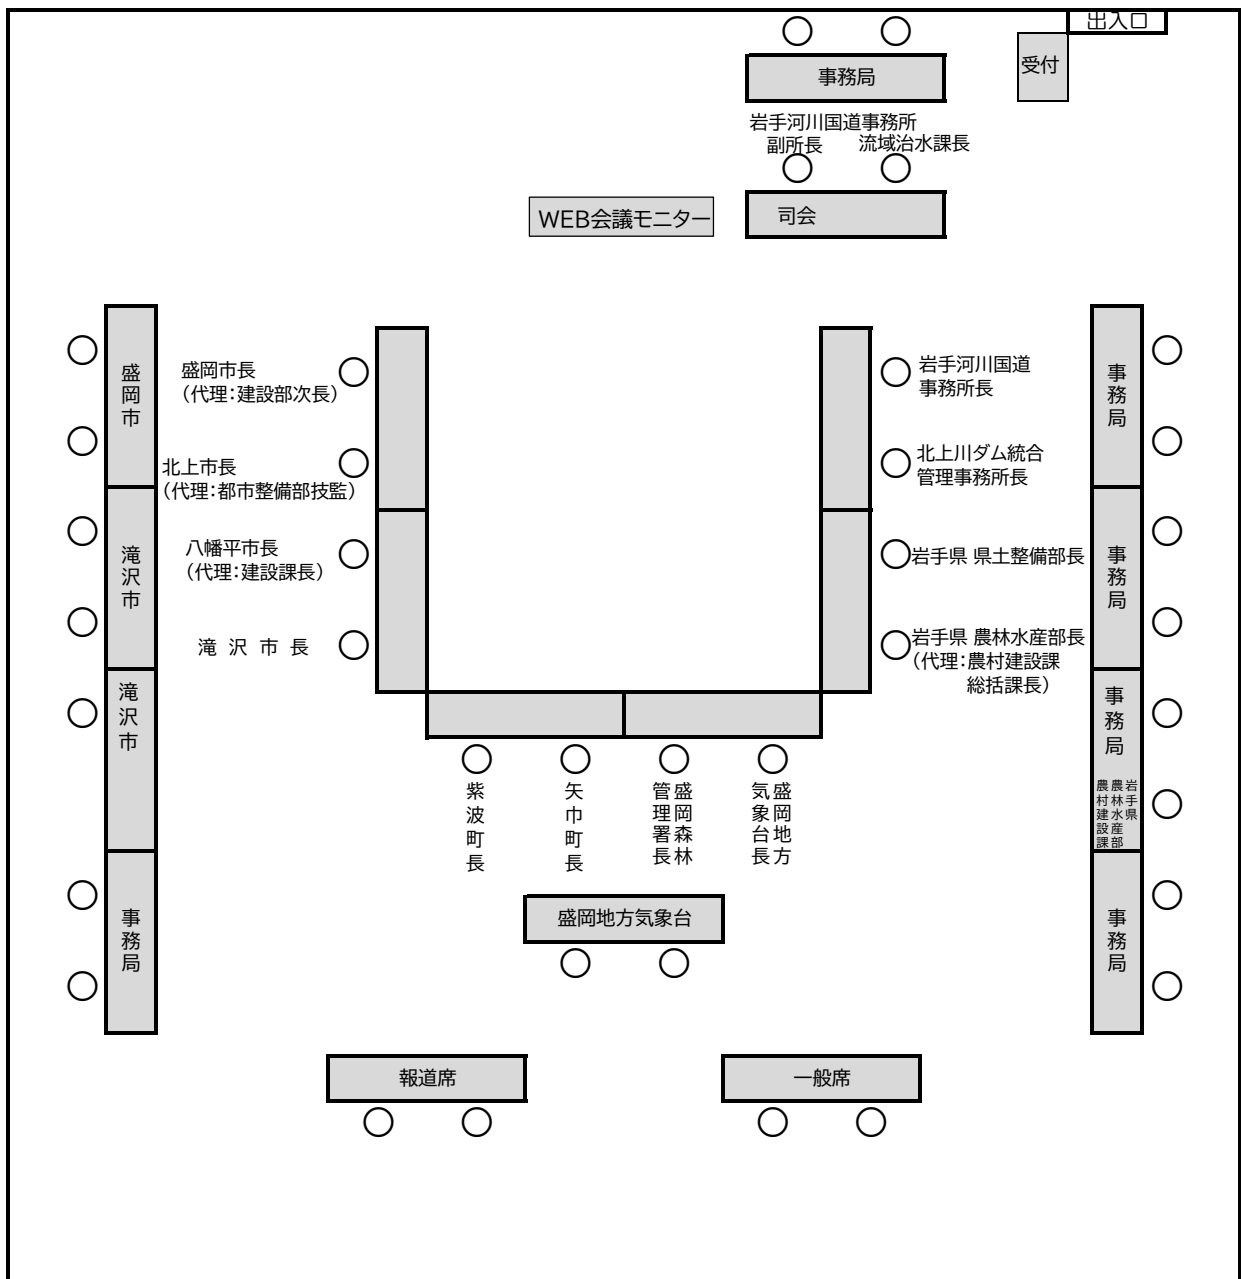 出入口
受付
事務局
岩手河川国道事務所
副所長
流域治水課長
WEB会議モニター
司会
盛岡市
滝沢市
滝沢市
事務局
盛岡市長
（代理：建設部次長）
北上市長
（代理：都市整備部技監）
八幡平市長
（代理：建設課長）
滝沢市長
岩手河川国道
事務所長
北上川ダム統合
管理事務所長
岩手県 県土整備部長
岩手県 農林水産部長
（代理：農村建設課
総括課長）
事務局
事務局
事務局
岩手県
農林水産部
農村建設課
事務局
紫波町長
矢巾町長
盛岡森林
管理署長
盛岡地方
気象台長
盛岡地方気象台
報道席
一般席